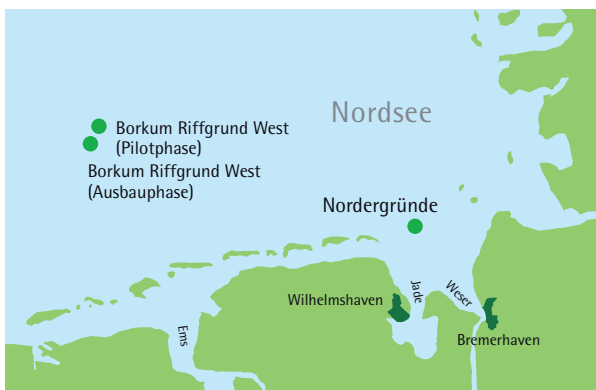 Nordsee
Borkum Riffgrund West
(Pilotphase)
Borkum Riffgrund West
(Ausbauphase)
Nordergründe
Wilhelmshaven
Jade
Weser
Bremerhaven
Ems